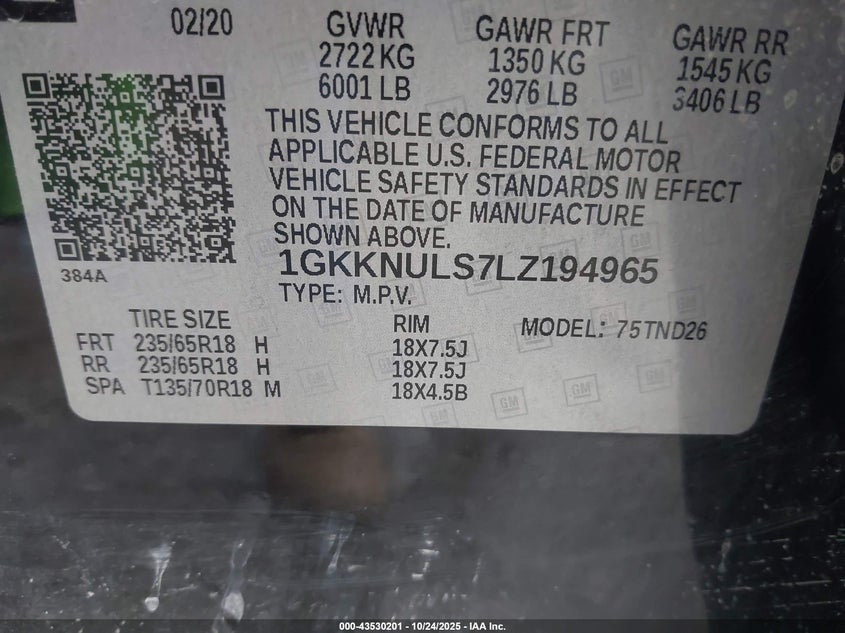 02/20 GVWR GAWR FRT GAWR RR
2722 KG 1350 KG 1545 KG
6001 LB 2976 LB 3406 LB
THIS VEHICLE CONFORMS TO ALL
APPLICABLE U.S. FEDERAL MOTOR
VEHICLE SAFETY STANDARDS IN EFFECT
ON THE DATE OF MANUFACTURE
SHOWN ABOVE.
384A
1GKKNULS7LZ194965
TYPE: M.P.V.
TIRE SIZE RIM MODEL: 75TND26
FRT 235/65R18 H 18X7.5J
RR 235/65R18 H 18X7.5J
SPA T135/70R18 M 18X4.5B
000-43530201 - 10/24/2025 - IAA Inc.